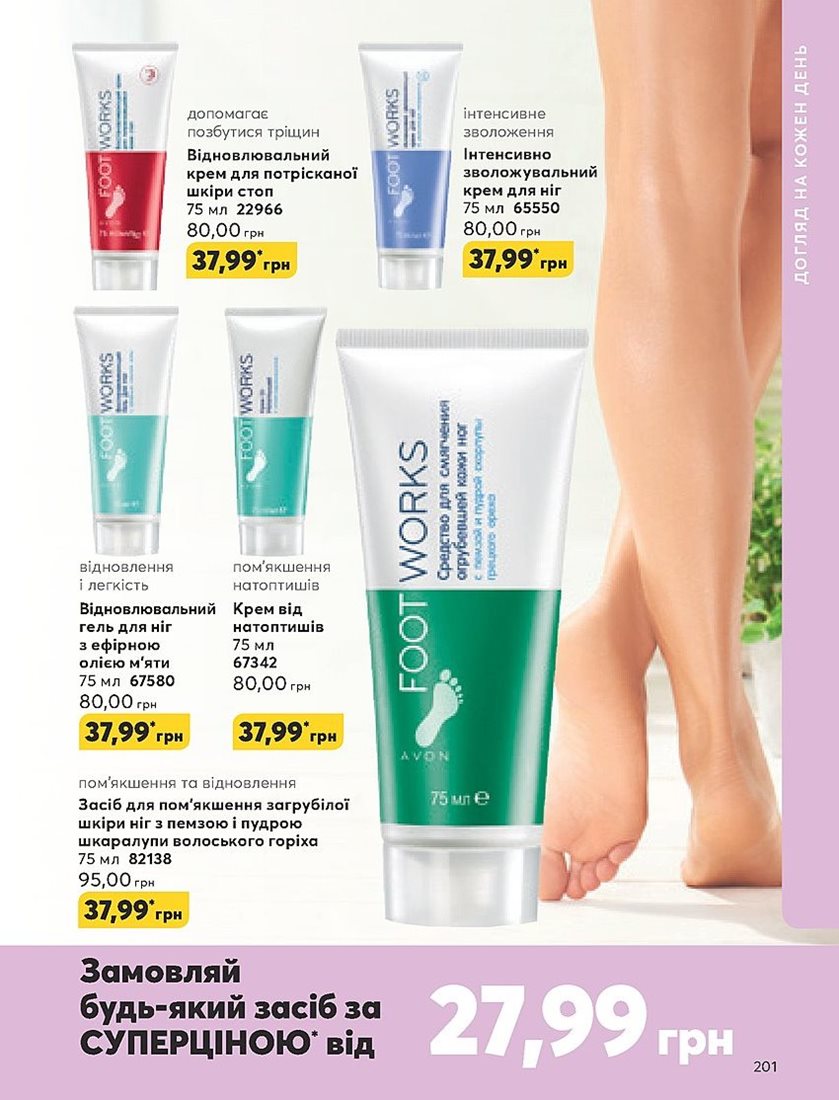 ДОГЛЯД НА КОЖЕН ДЕНЬ
FOOT WORKS
AVON
допомагає
позбутися тріщин
Відновлювальний
крем для потрісканої
шкіри стоп
75 мл 22966
80,00 грн
37,99* грн
FOOT WORKS
AVON
інтенсивне
зволоження
Інтенсивно
зволожувальний
крем для ніг
75 мл 65550
80,00 грн
37,99* грн
FOOT WORKS
відновлення
і легкість
Відновлювальний
гель для ніг
з ефірною
олією м'яти
75 мл 67580
80,00 грн
37,99* грн
FOOT WORKS
пом'якшення
натоптишів
Крем від
натоптишів
75 мл
67342
80,00 грн
37,99* грн
FOOT WORKS
Средство для смягчения
огрубевшей кожи ног
с пемзой и пудрой скорлупы
грецкого ореха
AVON
75 мл e
пом'якшення та відновлення
Засіб для пом'якшення загрубілої
шкіри ніг з пемзою і пудрою
шкаралупи волоського горіха
75 мл 82138
95,00 грн
37,99* грн
Замовляй
будь-який засіб за
СУПЕРЦІНОЮ* від
27,99 грн
201